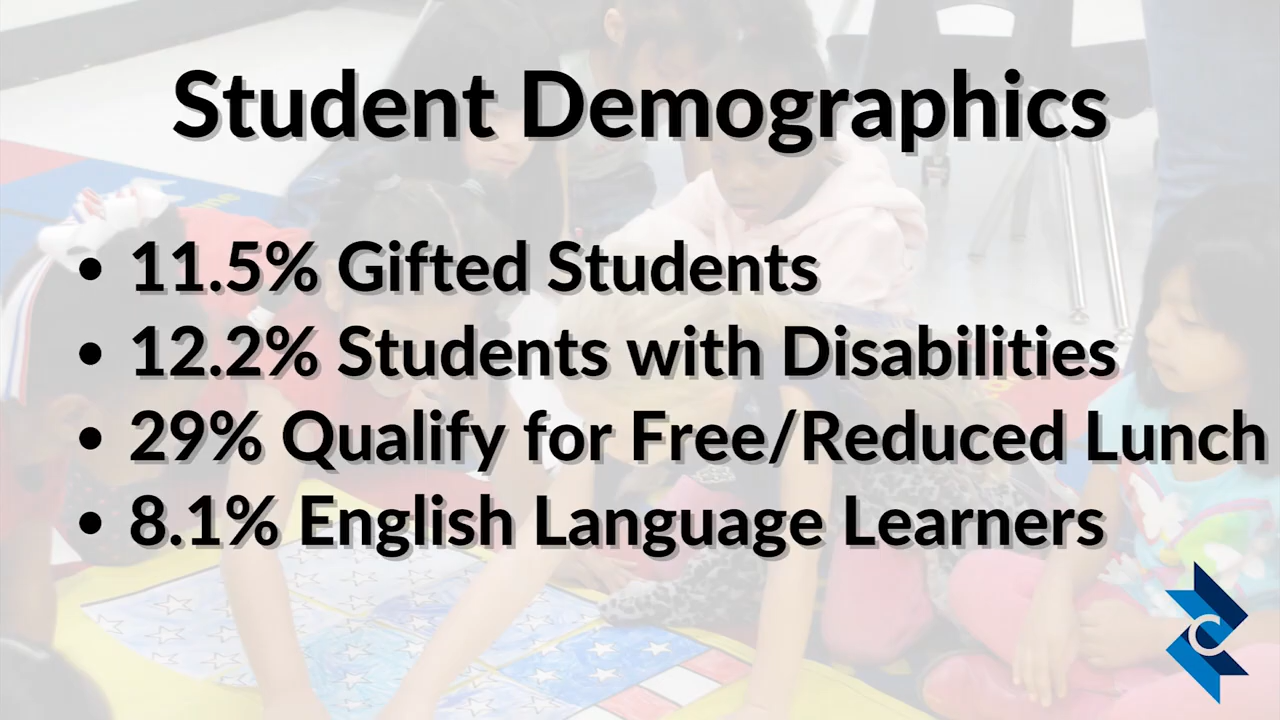 Student Demographics
• 11.5% Gifted Students
• 12.2% Students with Disabilities
• 29% Qualify for Free/Reduced Lunch
• 8.1% English Language Learners
C